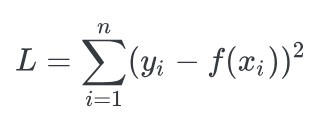 L = \sum_{i=1}^{n} (y_i - f(x_i))^2